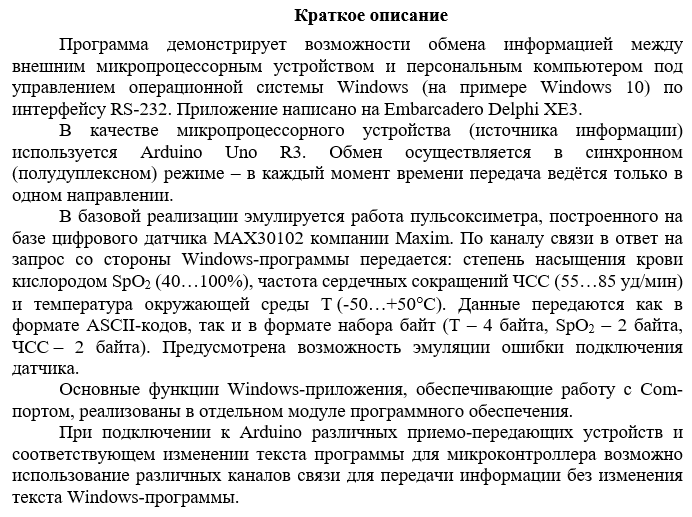 Краткое описание
Программа демонстрирует возможности обмена информацией между
внешним микропроцессорным устройством и персональным компьютером под
управлением операционной системы Windows (на примере Windows 10) по
интерфейсу RS-232. Приложение написано на Embarcadero Delphi XE3.
В качестве микропроцессорного устройства (источника информации)
используется Arduino Uno R3. Обмен осуществляется в синхронном
(полудуплексном) режиме – в каждый момент времени передача ведётся только в
одном направлении.
В базовой реализации эмулируется работа пульсоксиметра, построенного на
базе цифрового датчика MAX30102 компании Maxim. По каналу связи в ответ на
запрос со стороны Windows-программы передается: степень насыщения крови
кислородом SpO₂ (40…100%), частота сердечных сокращений ЧСС (55…85 уд/мин)
и температура окружающей среды T (-50…+50°C). Данные передаются как в
формате ASCII-кодов, так и в формате набора байт (T – 4 байта, SpO₂ – 2 байта,
ЧСС – 2 байта). Предусмотрена возможность эмуляции ошибки подключения
датчика.
Основные функции Windows-приложения, обеспечивающие работу с Com-
портом, реализованы в отдельном модуле программного обеспечения.
При подключении к Arduino различных приемо-передающих устройств и
соответствующем изменении текста программы для микроконтроллера возможно
использование различных каналов связи для передачи информации без изменения
текста Windows-программы.